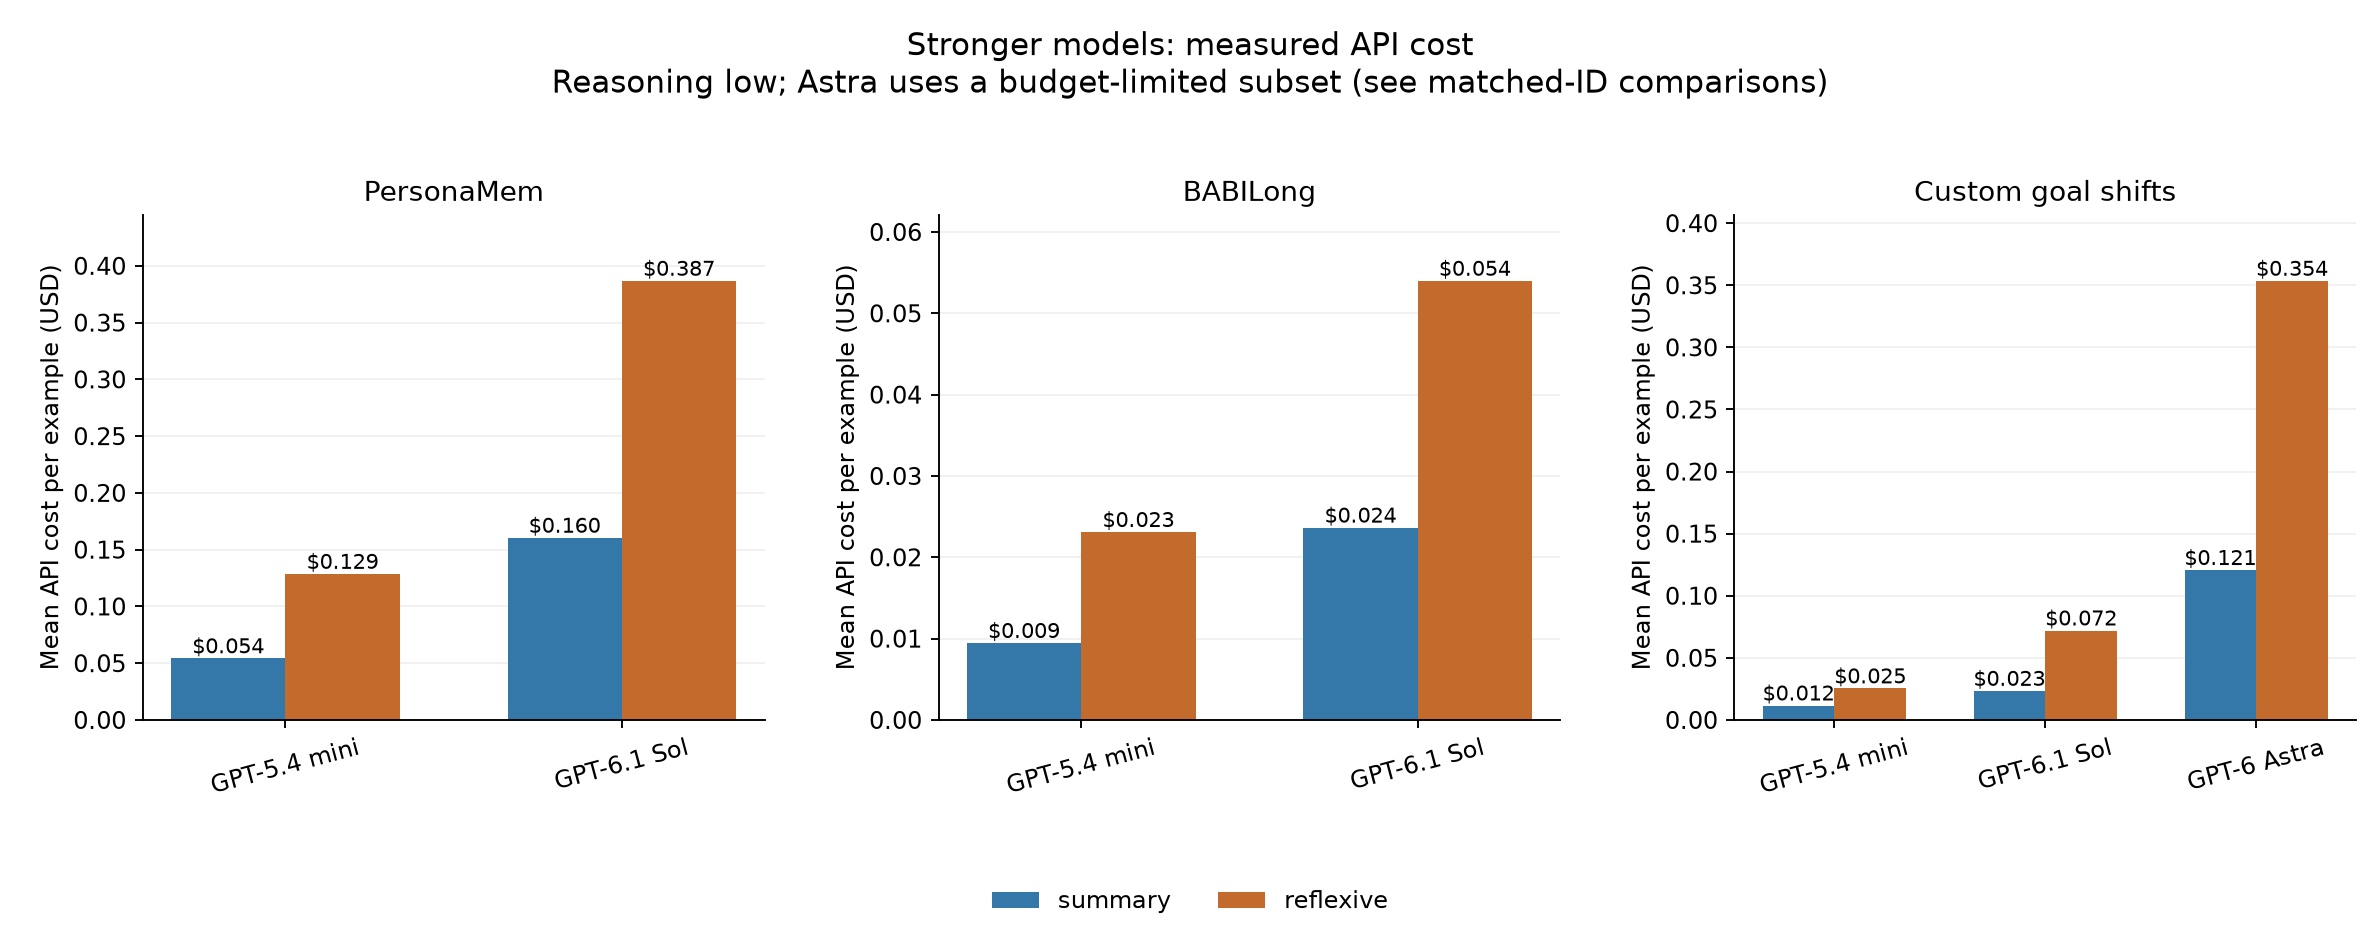 Stronger models: measured API cost
Reasoning low; Astra uses a budget-limited subset (see matched-ID comparisons)
PersonaMem
Mean API cost per example (USD)
0.40
0.35
0.30
0.25
0.20
0.15
0.10
0.05
0.00
$0.054
$0.129
$0.160
$0.387
GPT-5.4 mini
GPT-6.1 Sol
BABILong
Mean API cost per example (USD)
0.06
0.05
0.04
0.03
0.02
0.01
0.00
$0.009
$0.023
$0.024
$0.054
GPT-5.4 mini
GPT-6.1 Sol
Custom goal shifts
Mean API cost per example (USD)
0.40
0.35
0.30
0.25
0.20
0.15
0.10
0.05
0.00
$0.012
$0.025
$0.023
$0.072
$0.121
$0.354
GPT-5.4 mini
GPT-6.1 Sol
GPT-6 Astra
summary
reflexive